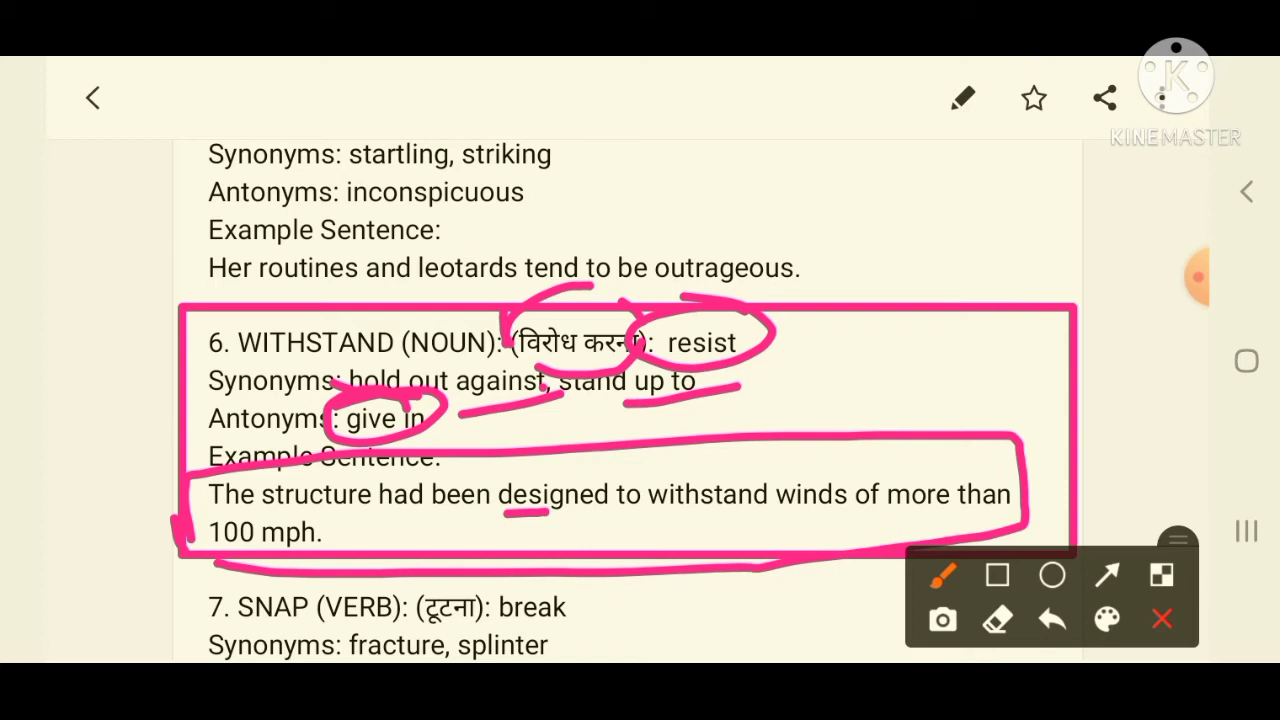 KINEMASTER
Synonyms: startling, striking
Antonyms: inconspicuous
Example Sentence:
Her routines and leotards tend to be outrageous.
6. WITHSTAND (NOUN): (विरोध करना): resist
Synonyms: hold out against, stand up to
Antonyms: give in
Example Sentence:
The structure had been designed to withstand winds of more than
100 mph.
7. SNAP (VERB): (टूटना): break
Synonyms: fracture, splinter